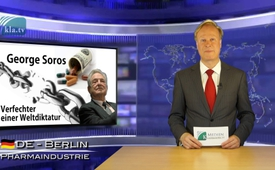 kla.tv
George Soros
Verfechter
einer Weltdiktatur
DE - BERLIN
PHARMAINDUSTRIE